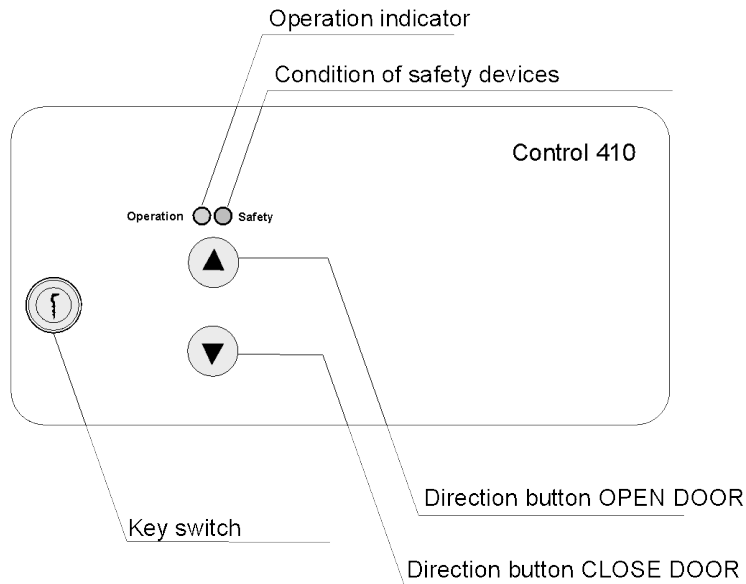 Operation indicator
Condition of safety devices
Control 410
Operation Safety
Direction button OPEN DOOR
Key switch
Direction button CLOSE DOOR